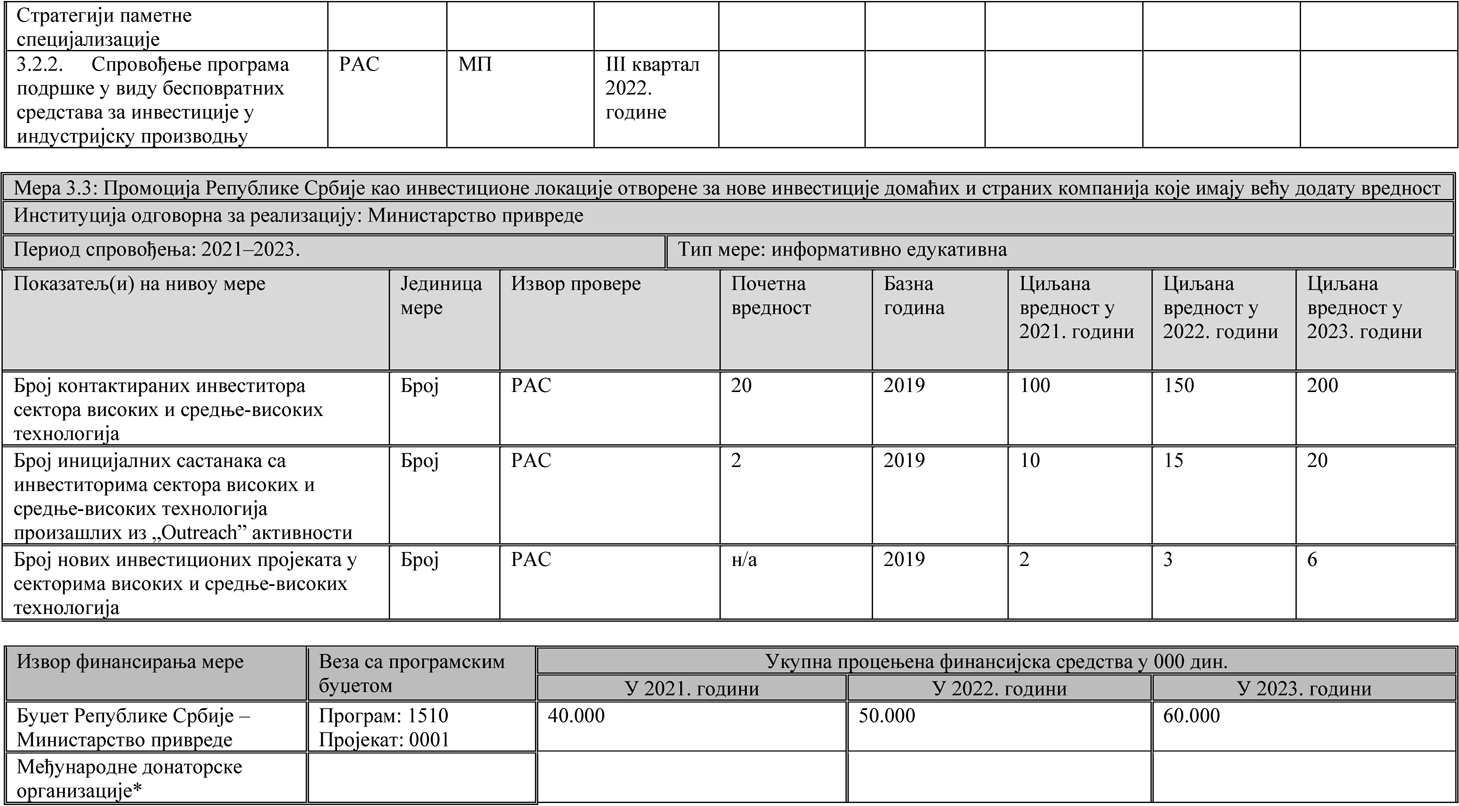 Стратегији паметне
специјализације
3.2.2. Спровођење програма
подршке у виду бесповратних
средстава за инвестиције у
индустријску производњу
РАС
МП
III квартал
2022.
године
Мера 3.3: Промоција Републике Србије као инвестиционе локације отворене за нове инвестиције домаћих и страних компанија које имају већу додату вредност
Институција одговорна за реализацију: Министарство привреде
Период спровођења: 2021–2023.
Тип мере: информативно едукативна
Показатељ(и) на нивоу мере
Јединица
мере
Извор провере
Почетна
вредност
Базна
година
Циљана
вредност у
2021. години
Циљана
вредност у
2022. години
Циљана
вредност у
2023. години
Број контактираних инвеститора
сектора високих и средње-високих
технологија
Број
РАС
20
2019
100
150
200
Број иницијалних састанака са
инвеститорима сектора високих и
средње-високих технологија
произашлих из „Outreach” активности
Број
РАС
2
2019
10
15
20
Број нових инвестиционих пројеката у
секторима високих и средње-високих
технологија
Број
РАС
н/а
2019
2
3
6
Извор финансирања мере
Веза са програмским
буџетом
Укупна процењена финансијска средства у 000 дин.
У 2021. години
У 2022. години
У 2023. години
Буџет Републике Србије –
Министарство привреде
Програм: 1510
Пројекат: 0001
40.000
50.000
60.000
Међународне донаторске
организације*